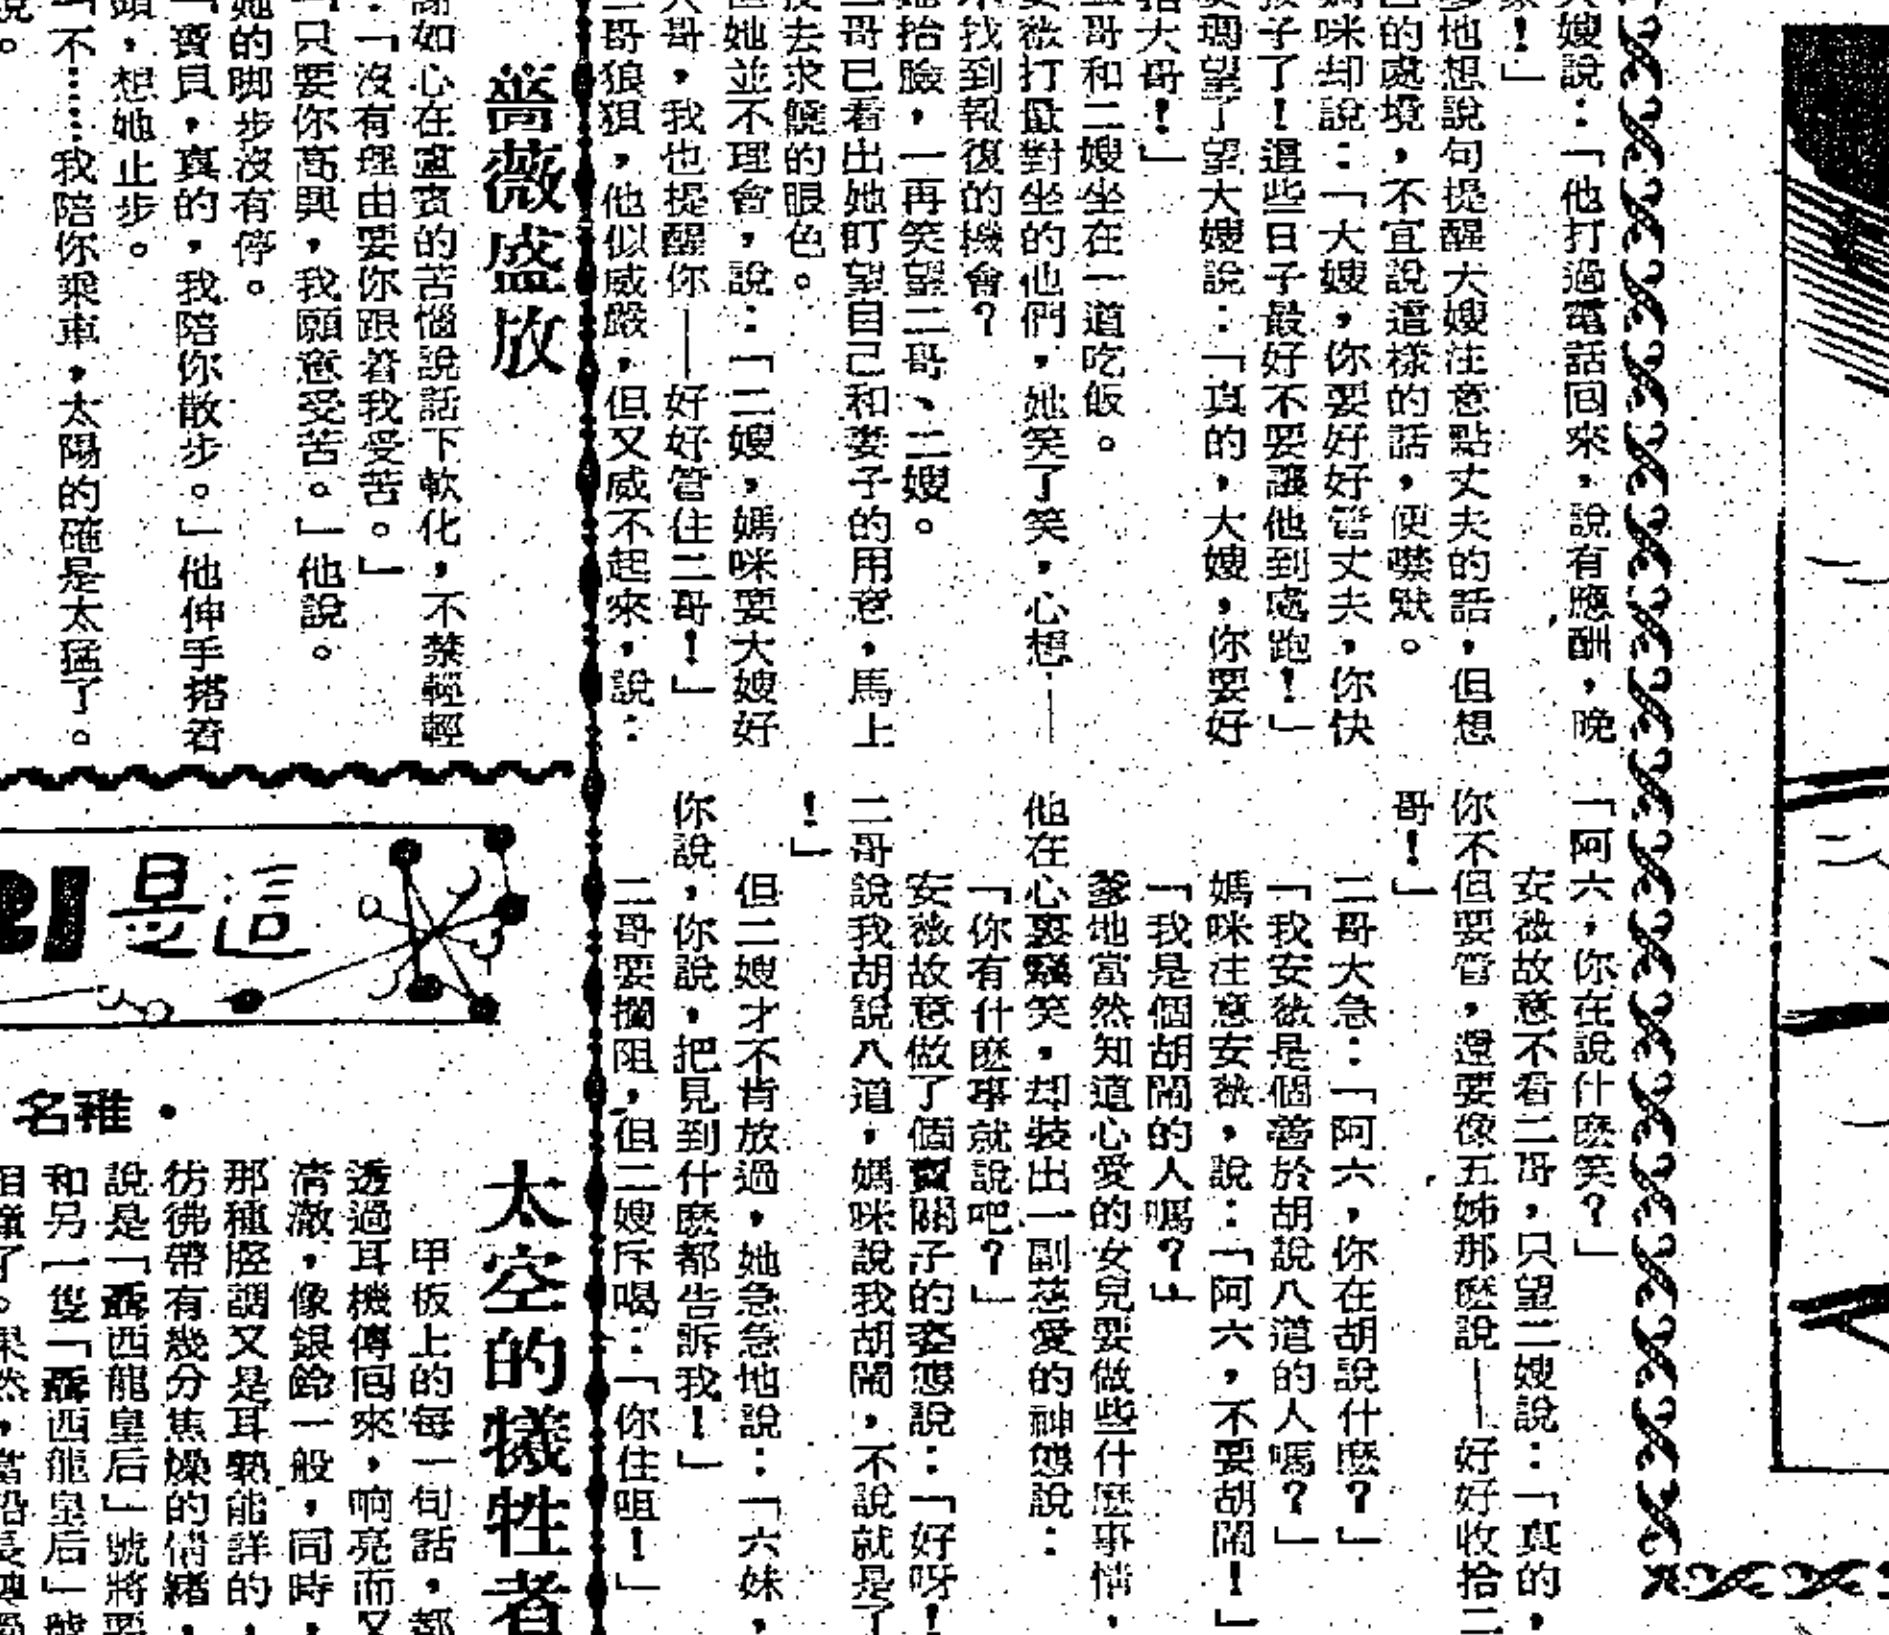 嫂說：「他打過電話回來，說有應酬，晚
！」
地想說句提醒大嫂注意點丈夫的話，但想
的處境，不宜說這樣的話，便噤默。
咪却說：「大嫂，你要好好管丈夫，你快
孩子了！這些日子最好不要讓他到處跑！」
望了望大嫂說：「真的，大嫂，你要好
拾大哥！」
哥和二嫂坐在一道吃飯。
安薇打量對坐的他們，她笑了笑，心想——
找到報復的機會？
抬臉，一再笑望二哥、二嫂。
二哥已看出她盯望自己和妻子的用意，馬上
去求饒的眼色。
她並不理會，說：「二嫂，媽咪要大嫂好
大哥，我也提醒你——好好管住二哥！」
二哥狼狽，他似威嚴，但又威不起來，說：
「阿六，你在說什麽笑？」
安薇故意不看二哥，只望二嫂說：「真的，
你不但要管，還要像五姊那麽說——好好收拾二
哥！」
二哥大急：「阿六，你在胡說什麽？」
「我安薇是個善於胡說八道的人嗎？」
媽咪注意安薇，說：「阿六，不要胡鬧！」
「我是個胡鬧的人嗎？」
爹地當然知道心愛的女兒要做些什麽事情，
他在心裏竊笑，却裝出一副慈愛的神態說：
「你有什麽事就說吧？」
安薇故意做了個賣關子的姿態說：「好呀！
二哥說我胡說八道，媽咪說我胡鬧，不說就是了
！」
但二嫂才不肯放過，她急急地說：「六妹，
你說，你說，把見到什麽都告訴我！」
二哥要攔阻，但二嫂斥喝：「你住咀！」
薔薇盛放
謝如心在盧賓的苦惱說話下軟化，不禁輕輕
：「沒有理由要你跟着我受苦。」
「只要你高興，我願意受苦。」他說。
她的脚步沒有停。
「寶貝，真的，我陪你散步。」他伸手搭着
頭，想她止步。
「不……我陪你乘車，太陽的確是太猛了。
說。
這是
・稚名
太空的犧牲者
甲板上的每一句話，都
透過耳機傳回來，响亮而又
清澈，像銀鈴一般，同時，
那種腔調又是耳熟能詳的，
彷彿帶有幾分焦燥的情緒，
說是「西龍皇后」號將要
和另一隻「西龍皇后」號